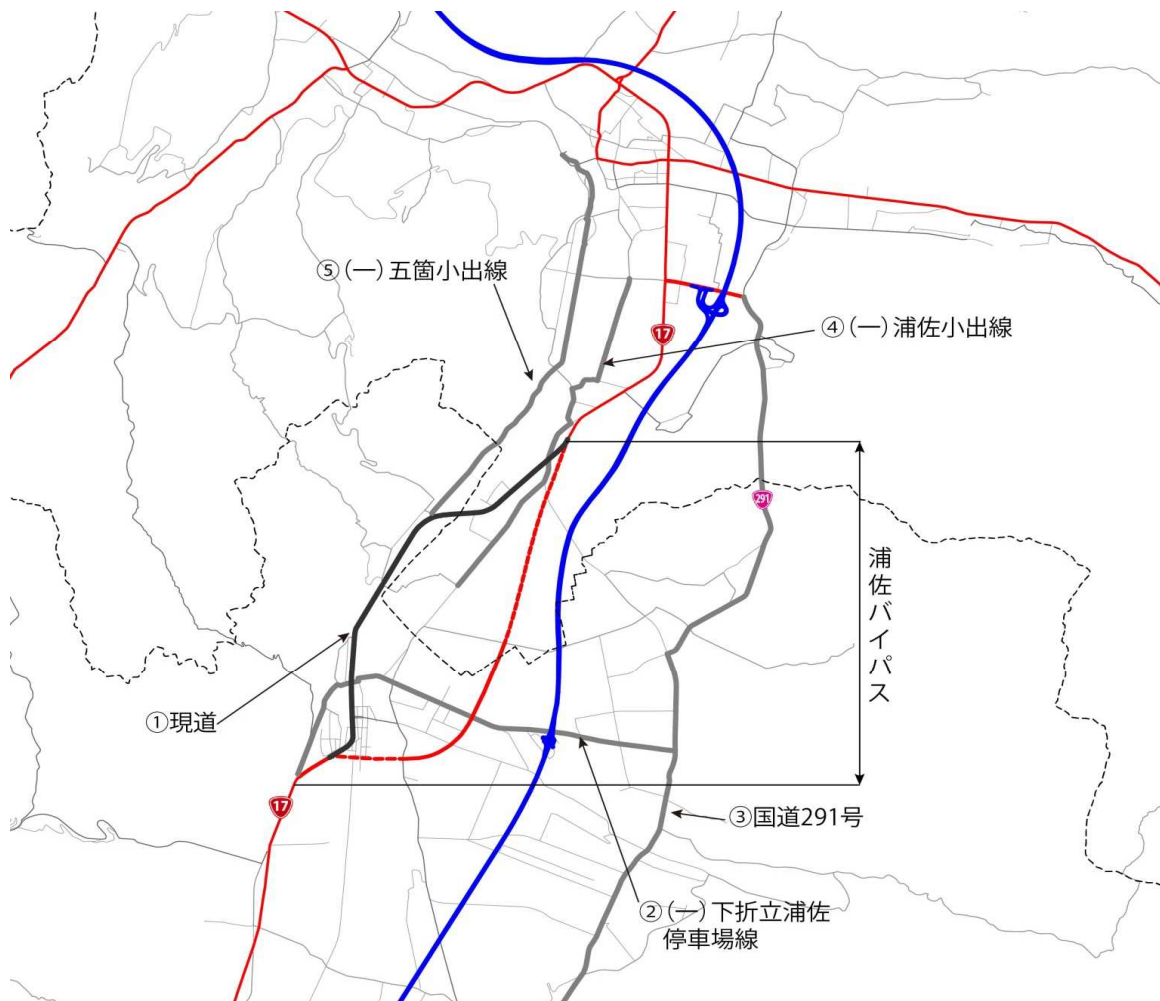 ⑤(一)五箇小出線
④(一)浦佐小出線
17
291
浦佐バイパス
①現道
17
③国道291号
②(一)下折立浦佐
停車場線